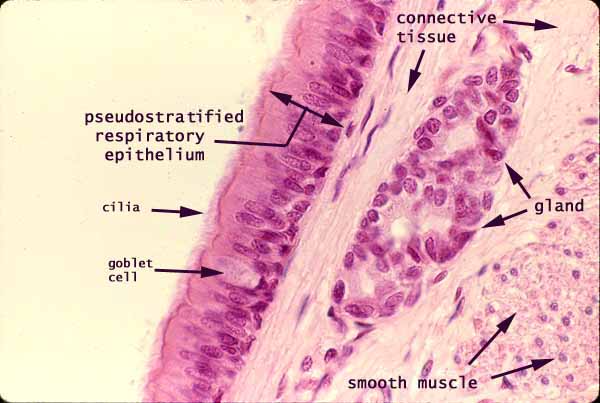 connective
tissue
pseudostratified
respiratory
epithelium
cilia
goblet
cell
gland
smooth muscle